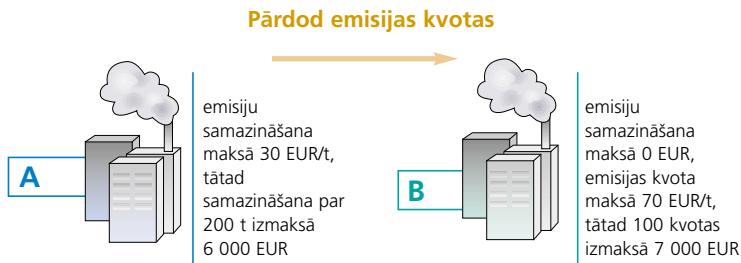 Pārdod emisijas kvotas
A
emisiju
samazināšana
maksā 30 EUR/t,
tātad
samazināšana par
200 t izmaksā
6 000 EUR
B
emisiju
samazināšana
maksā 0 EUR,
emisijas kvota
maksā 70 EUR/t,
tātad 100 kvotas
izmaksā 7 000 EUR